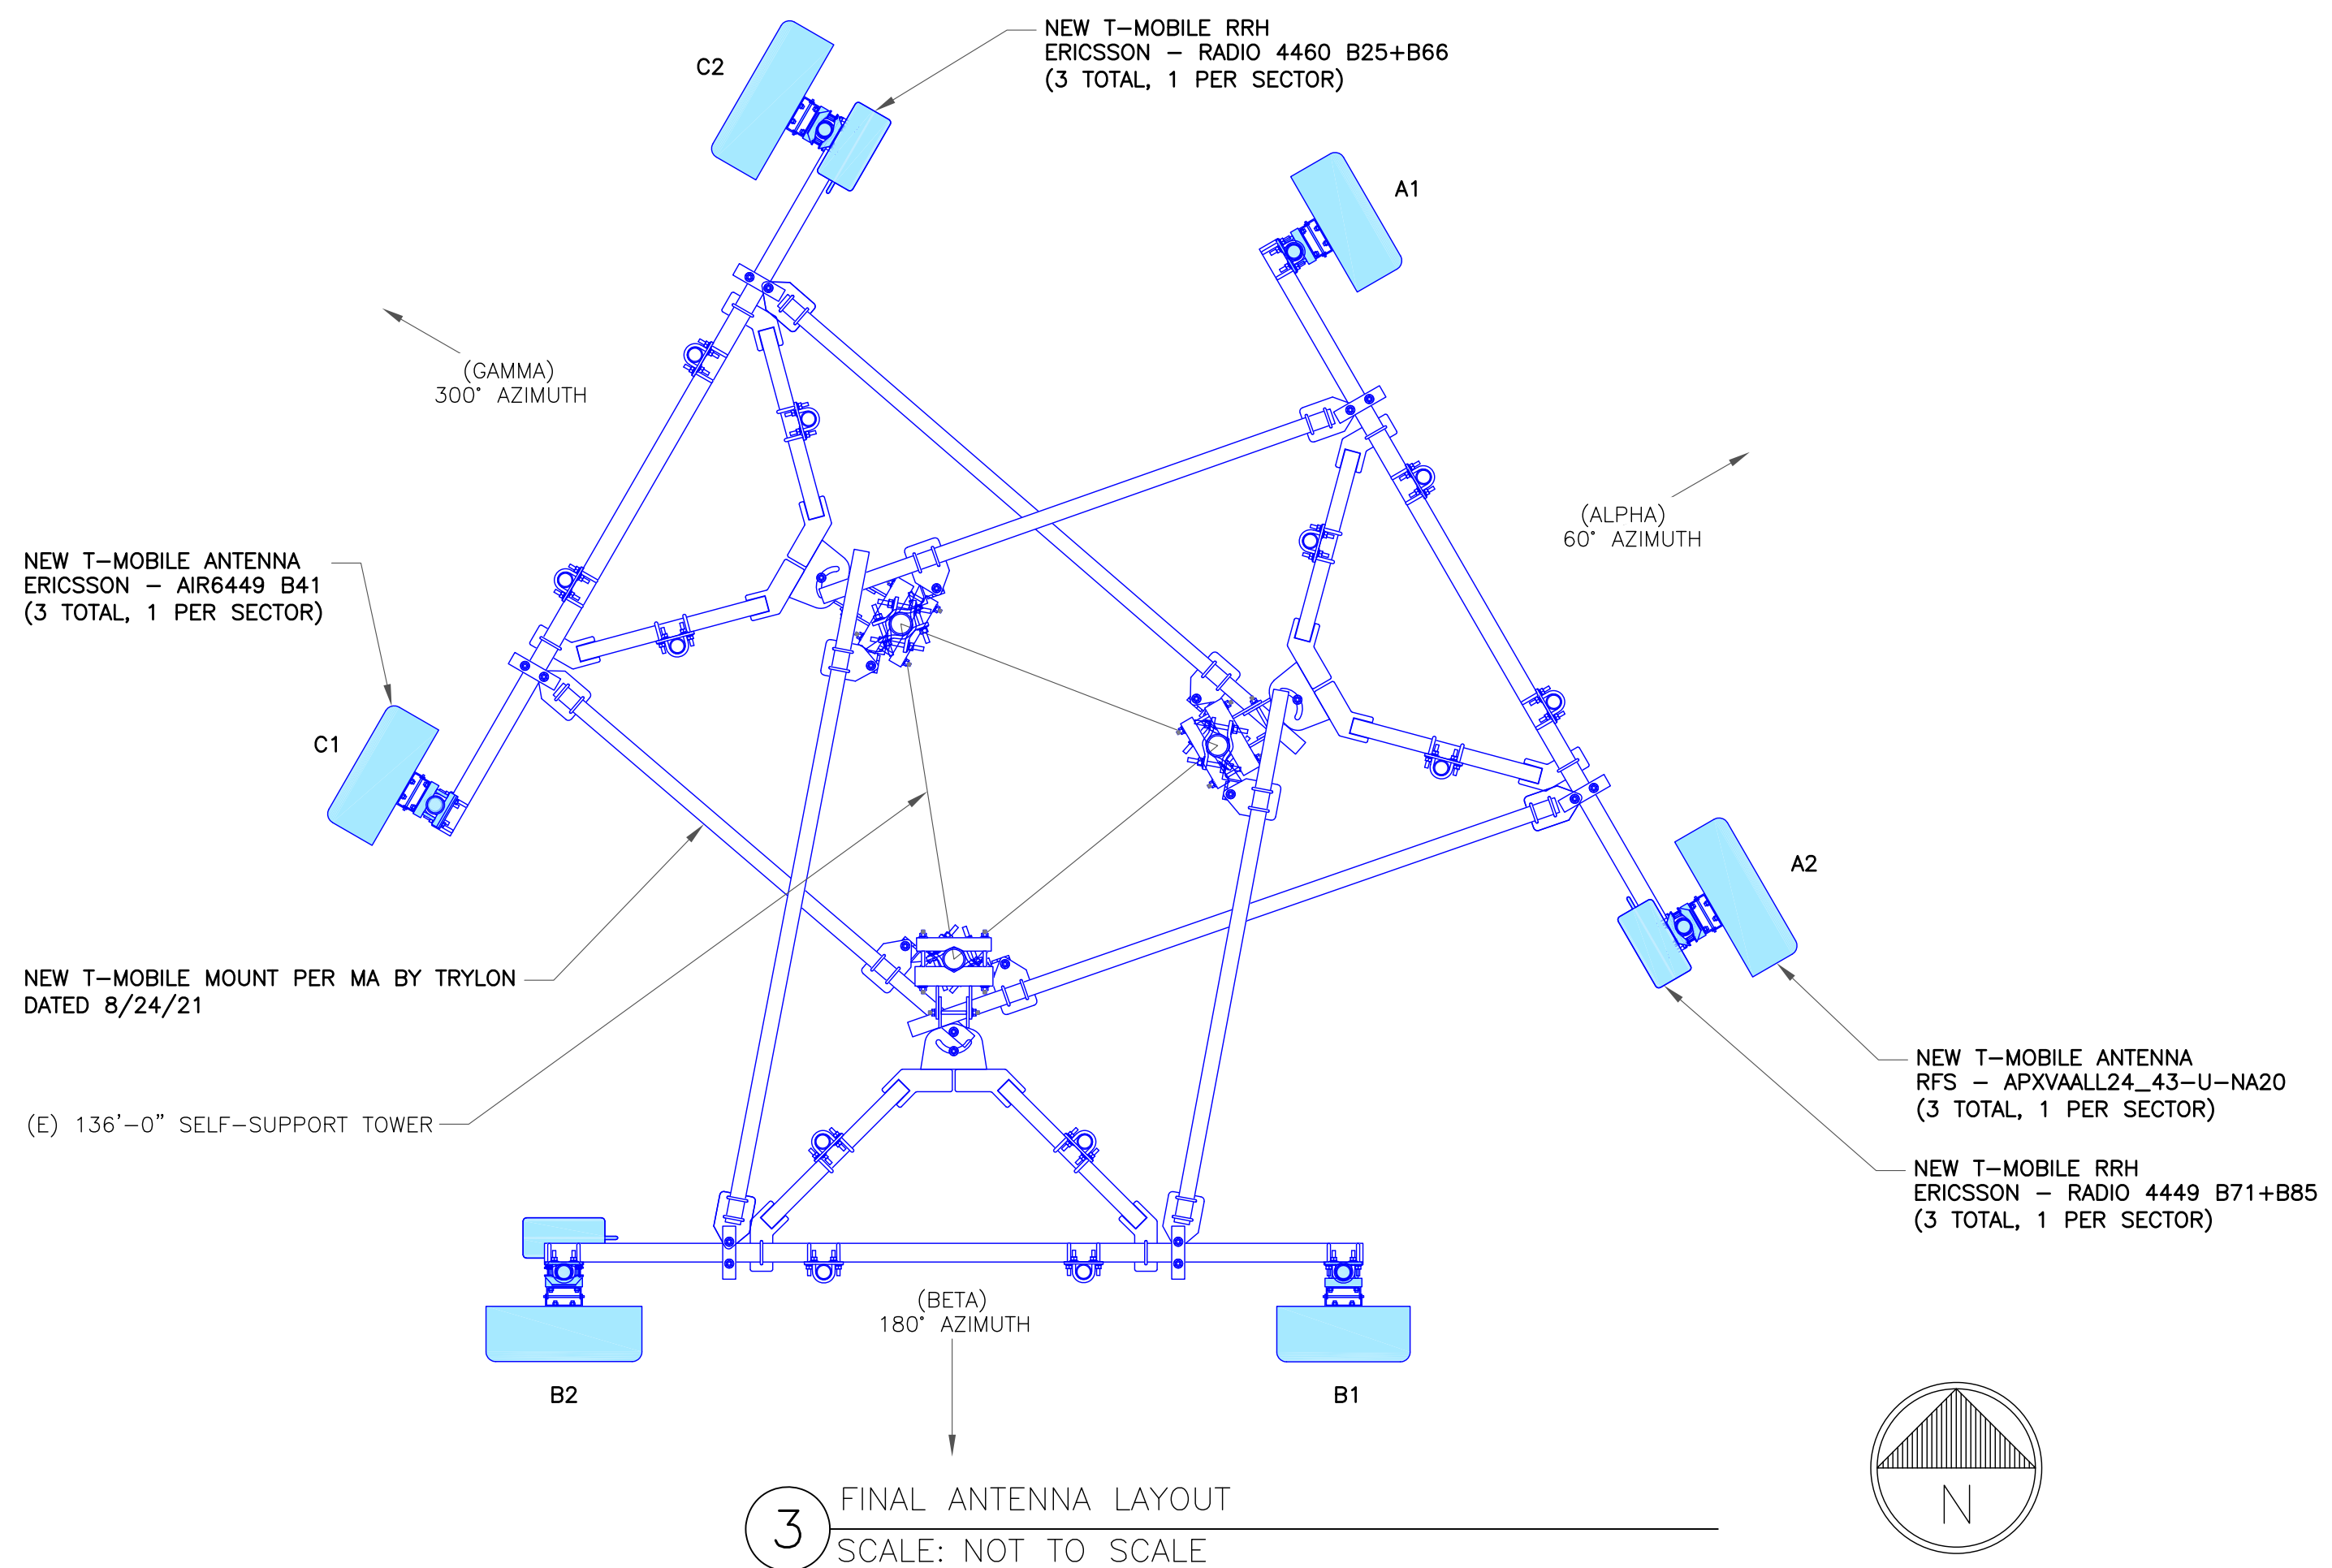 NEW T-MOBILE RRH
ERICSSON - RADIO 4460 B25+B66
(3 TOTAL, 1 PER SECTOR)
C2
A1
(GAMMA)
300° AZIMUTH
(ALPHA)
60° AZIMUTH
NEW T-MOBILE ANTENNA
ERICSSON - AIR6449 B41
(3 TOTAL, 1 PER SECTOR)
C1
A2
NEW T-MOBILE MOUNT PER MA BY TRYLON
DATED 8/24/21
(E) 136'-0" SELF-SUPPORT TOWER
NEW T-MOBILE ANTENNA
RFS - APXVAALL24_43-U-NA20
(3 TOTAL, 1 PER SECTOR)
NEW T-MOBILE RRH
ERICSSON - RADIO 4449 B71+B85
(3 TOTAL, 1 PER SECTOR)
(BETA)
180° AZIMUTH
B2
B1
3
FINAL ANTENNA LAYOUT
SCALE: NOT TO SCALE
N